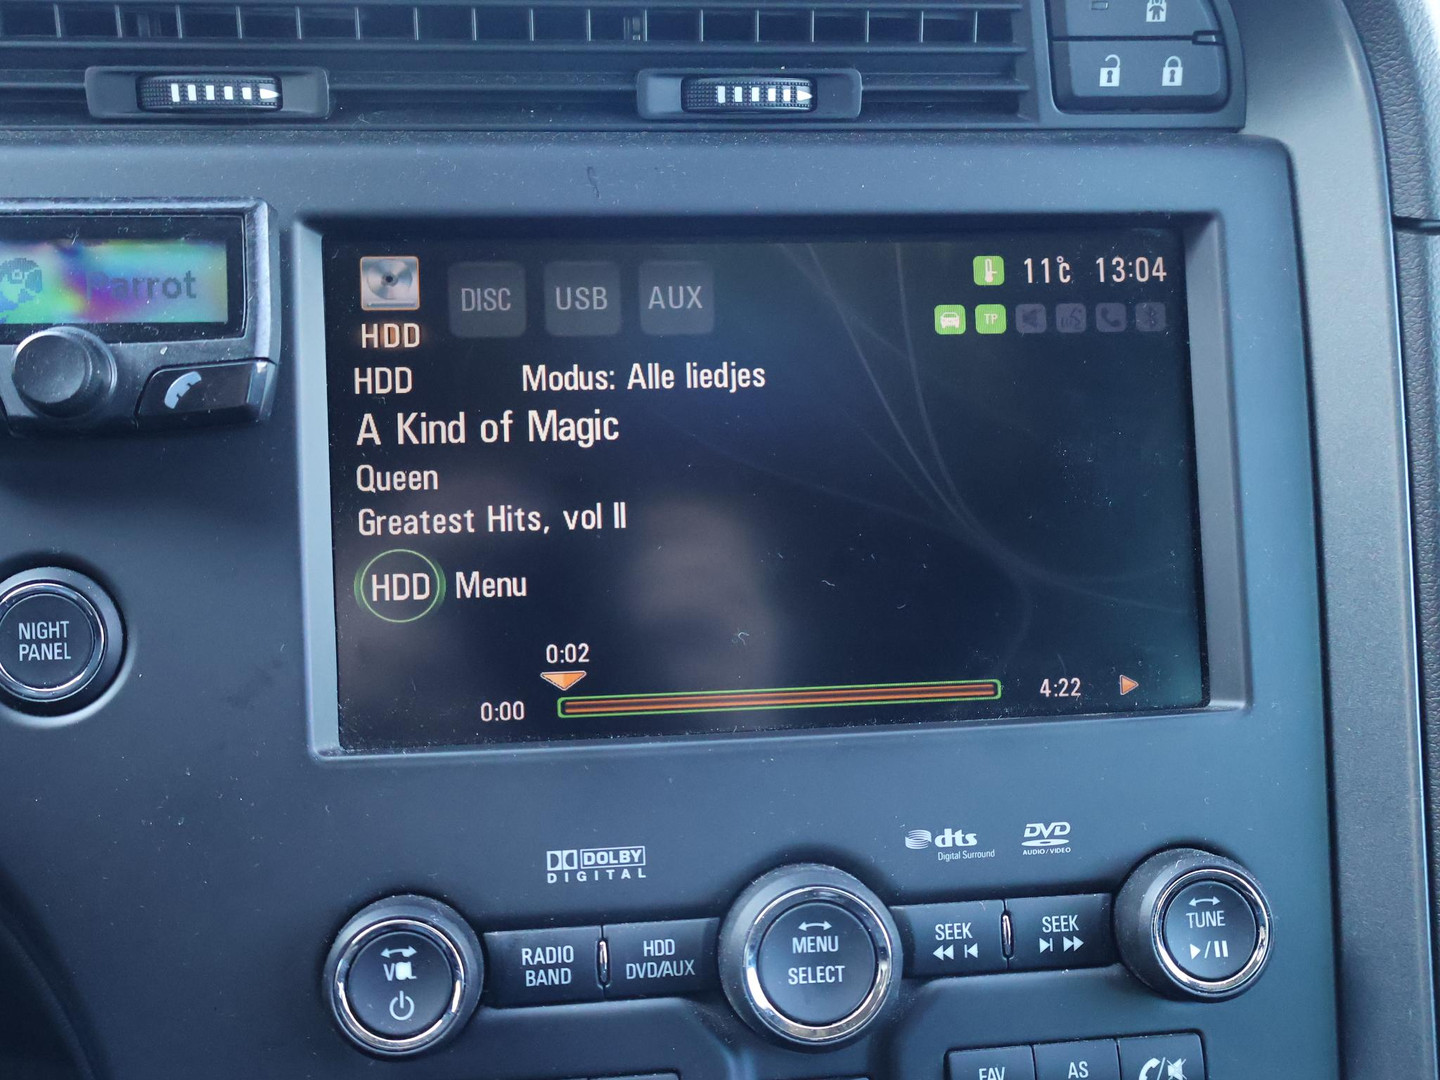 Parrot
HDD
DISC
USB
AUX
11°c 13:04
TP
HDD Modus: Alle liedjes
A Kind of Magic
Queen
Greatest Hits, vol II
HDD Menu
0:02
0:00
4:22
NIGHT
PANEL
DOLBY
DIGITAL
dts
Digital Surround
DVD
AUDIO/VIDEO
VOL
RADIO
BAND
HDD
DVD/AUX
MENU
SELECT
SEEK
SEEK
TUNE
FAV
AS